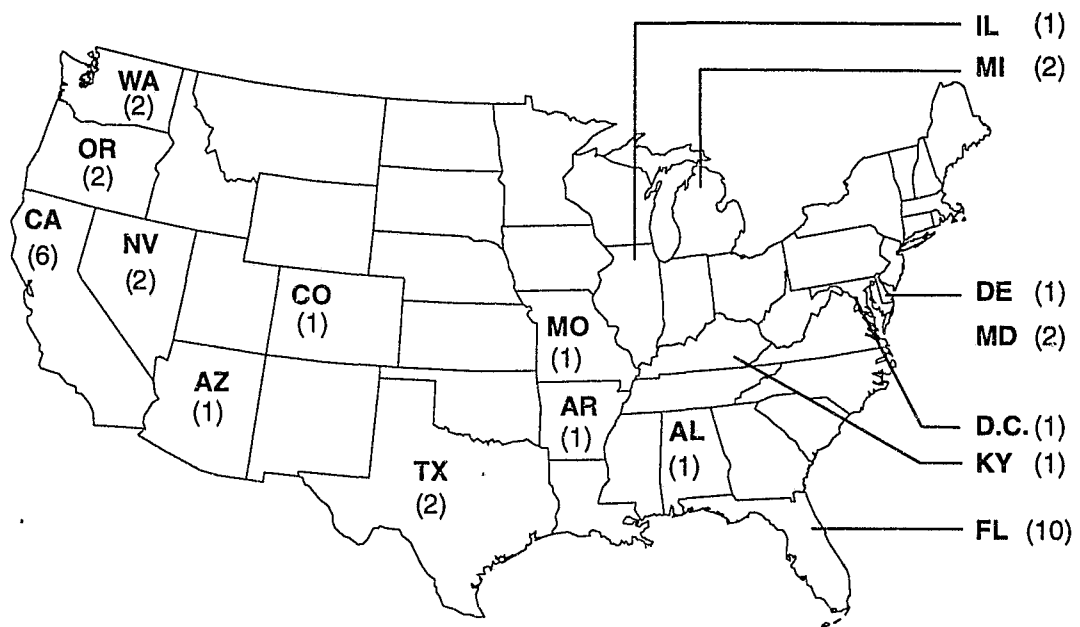 IL (1)
MI (2)
WA
(2)
OR
(2)
CA
(6)
NV
(2)
CO
(1)
DE (1)
MO
(1)
MD (2)
AZ
(1)
AR
(1)
AL
(1)
D.C. (1)
KY (1)
TX
(2)
FL (10)